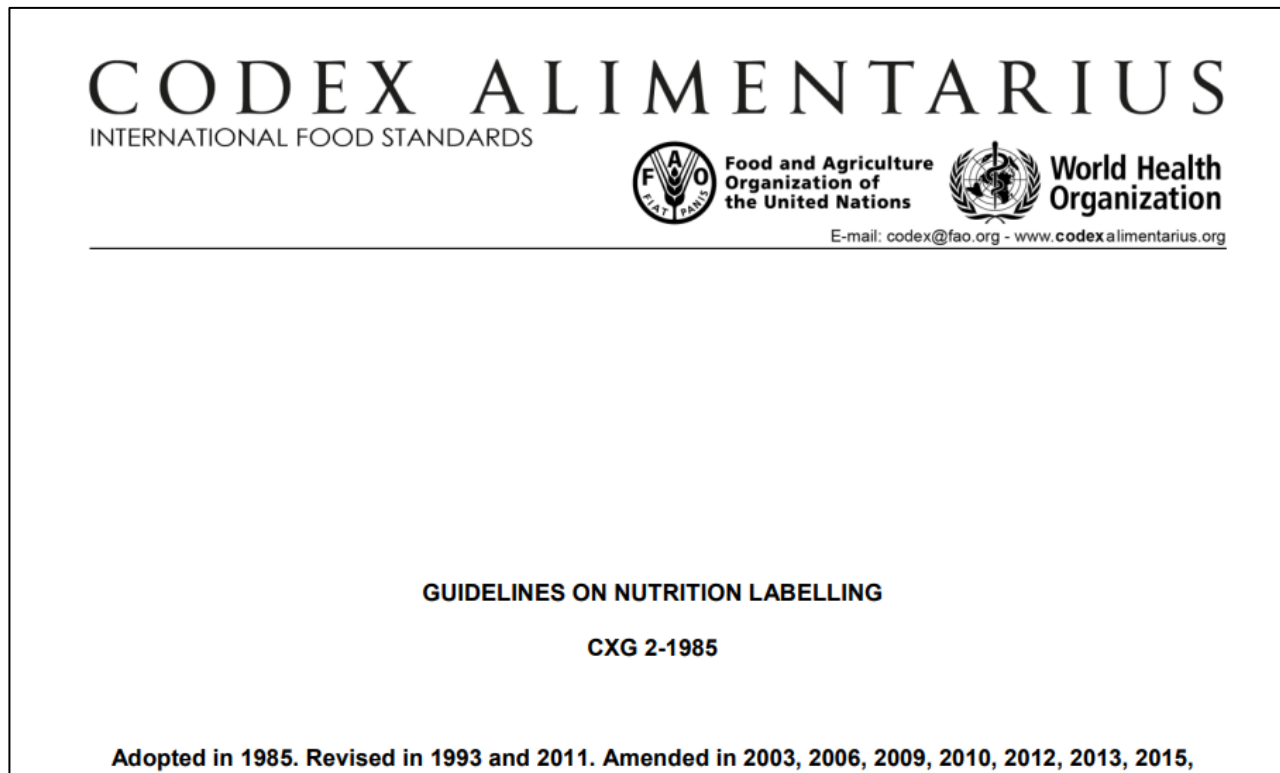 CODEX ALIMENTARIUS
INTERNATIONAL FOOD STANDARDS
F A O
FIAT PANIS
Food and Agriculture
Organization of
the United Nations
World Health
Organization
E-mail: codex@fao.org - www.codexalimentarius.org
GUIDELINES ON NUTRITION LABELLING
CXG 2-1985
Adopted in 1985. Revised in 1993 and 2011. Amended in 2003, 2006, 2009, 2010, 2012, 2013, 2015,